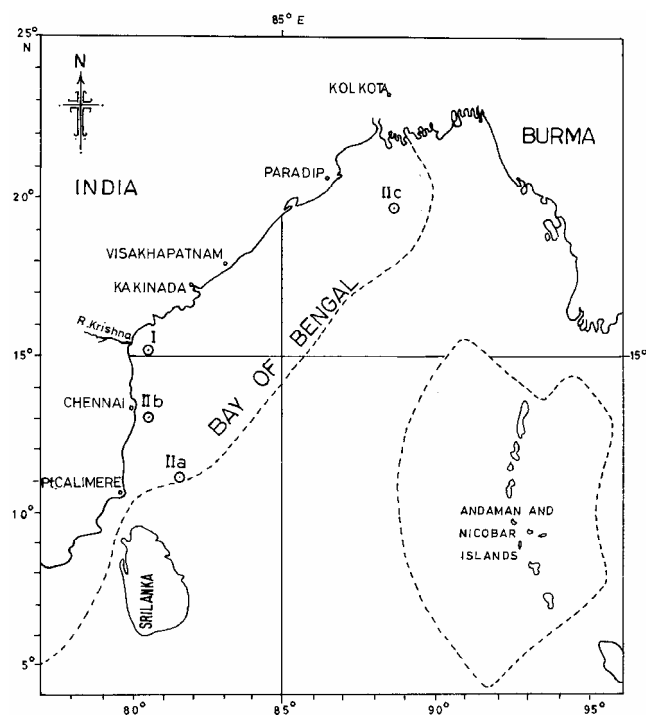 85° E
25°
N
N
KOLKOTA
BURMA
PARADIP
INDIA
IIc
20°
VISAKHAPATNAM
KAKINADA
R.Krishna
I
BAY OF BENGAL
15°
15°
CHENNAI
IIb
IIa
Pt.CALIMERE
10°
ANDAMAN AND
NICOBAR
ISLANDS
SRILANKA
5°
80°
85°
90°
95°